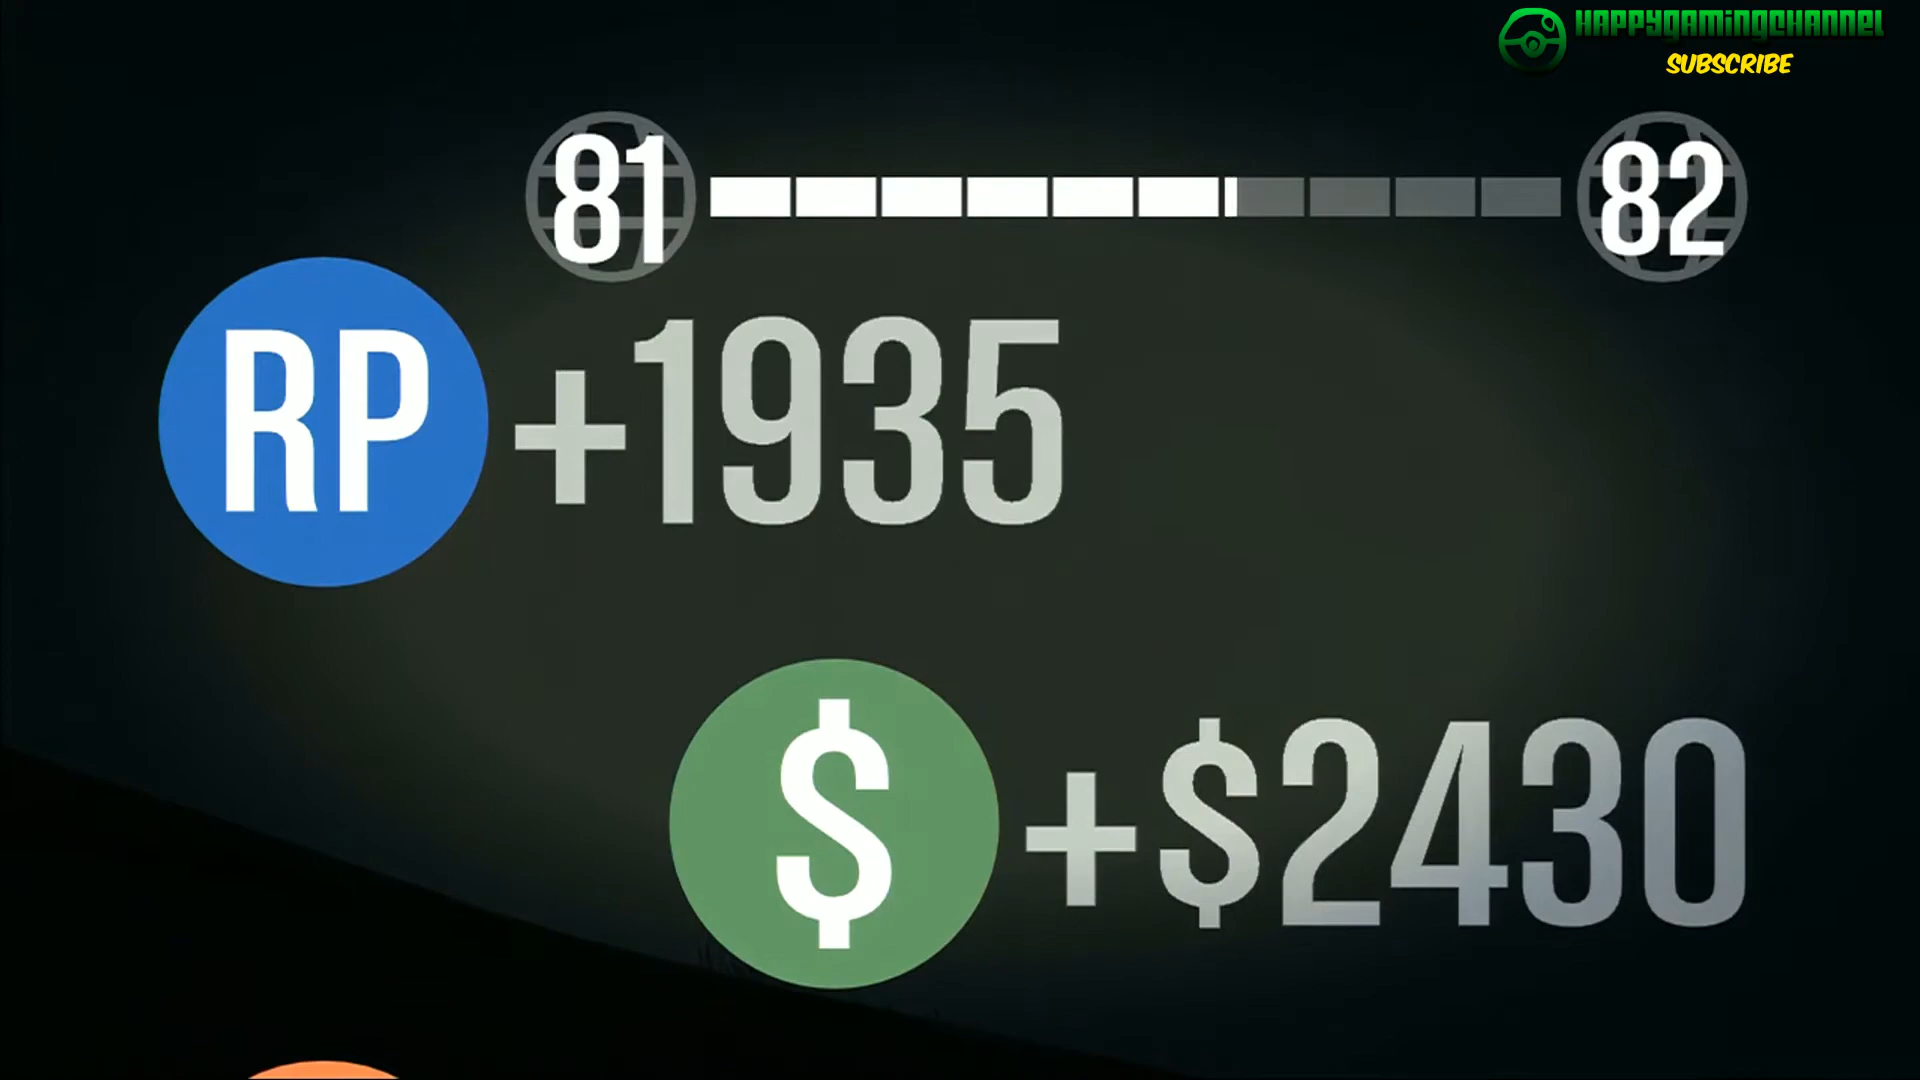 HAPPYGAMINGCHANNEL
SUBSCRIBE
81 82
RP +1935
$ +$2430